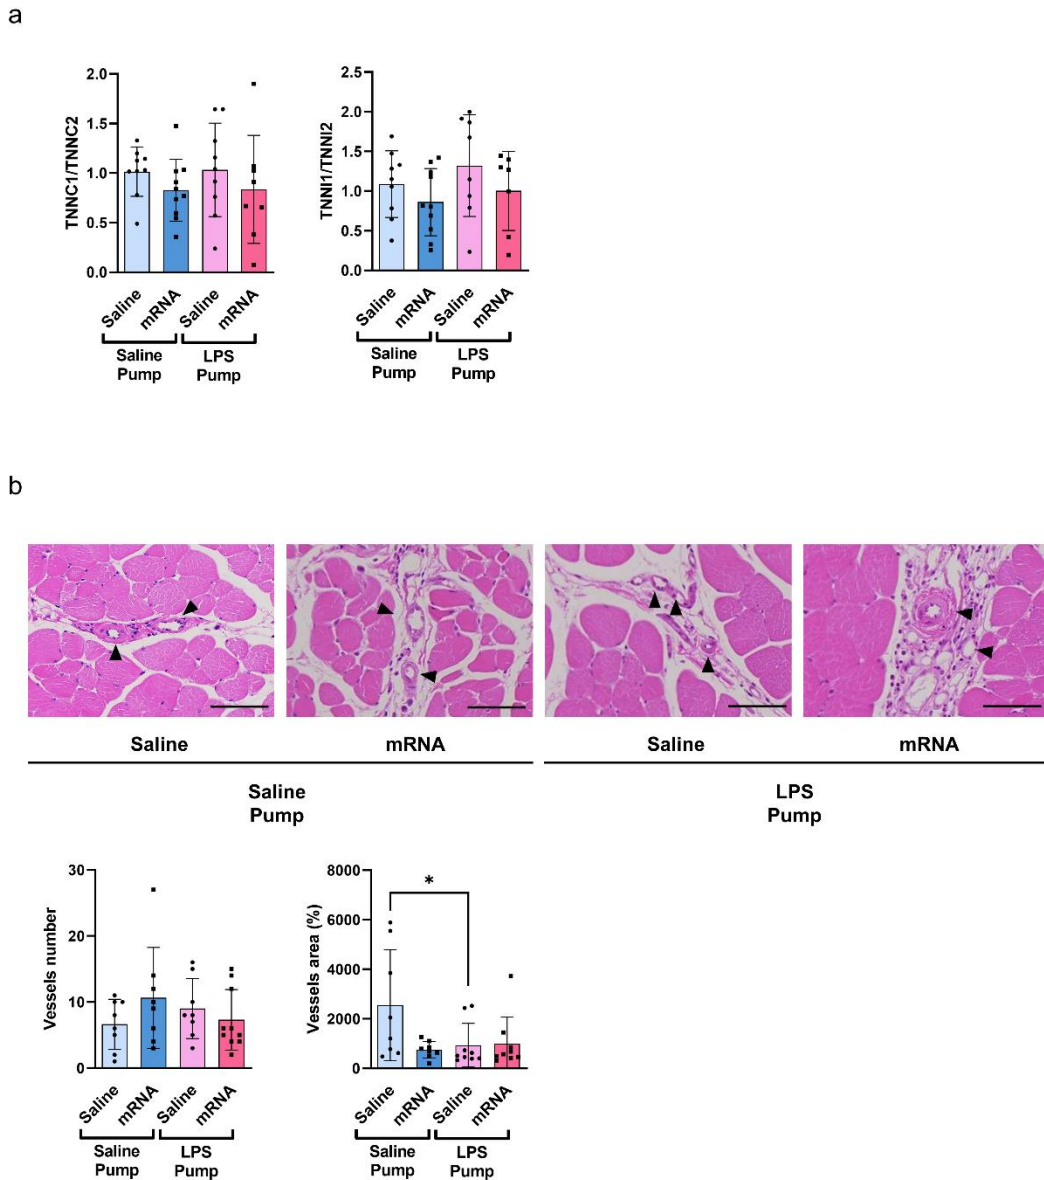 a
TNNC1/TNNC2
2.0
1.5
1.0
0.5
0.0
Saline
mRNA
Saline
mRNA
Saline
Pump
LPS
Pump
TNNI1/TNNI2
2.5
2.0
1.5
1.0
0.5
0.0
Saline
mRNA
Saline
mRNA
Saline
Pump
LPS
Pump
b
Saline
mRNA
Saline
mRNA
Saline
Pump
LPS
Pump
Vessels number
30
20
10
0
Saline
mRNA
Saline
mRNA
Saline
Pump
LPS
Pump
Vessels area (%)
8000
6000
4000
2000
0
*
Saline
mRNA
Saline
mRNA
Saline
Pump
LPS
Pump